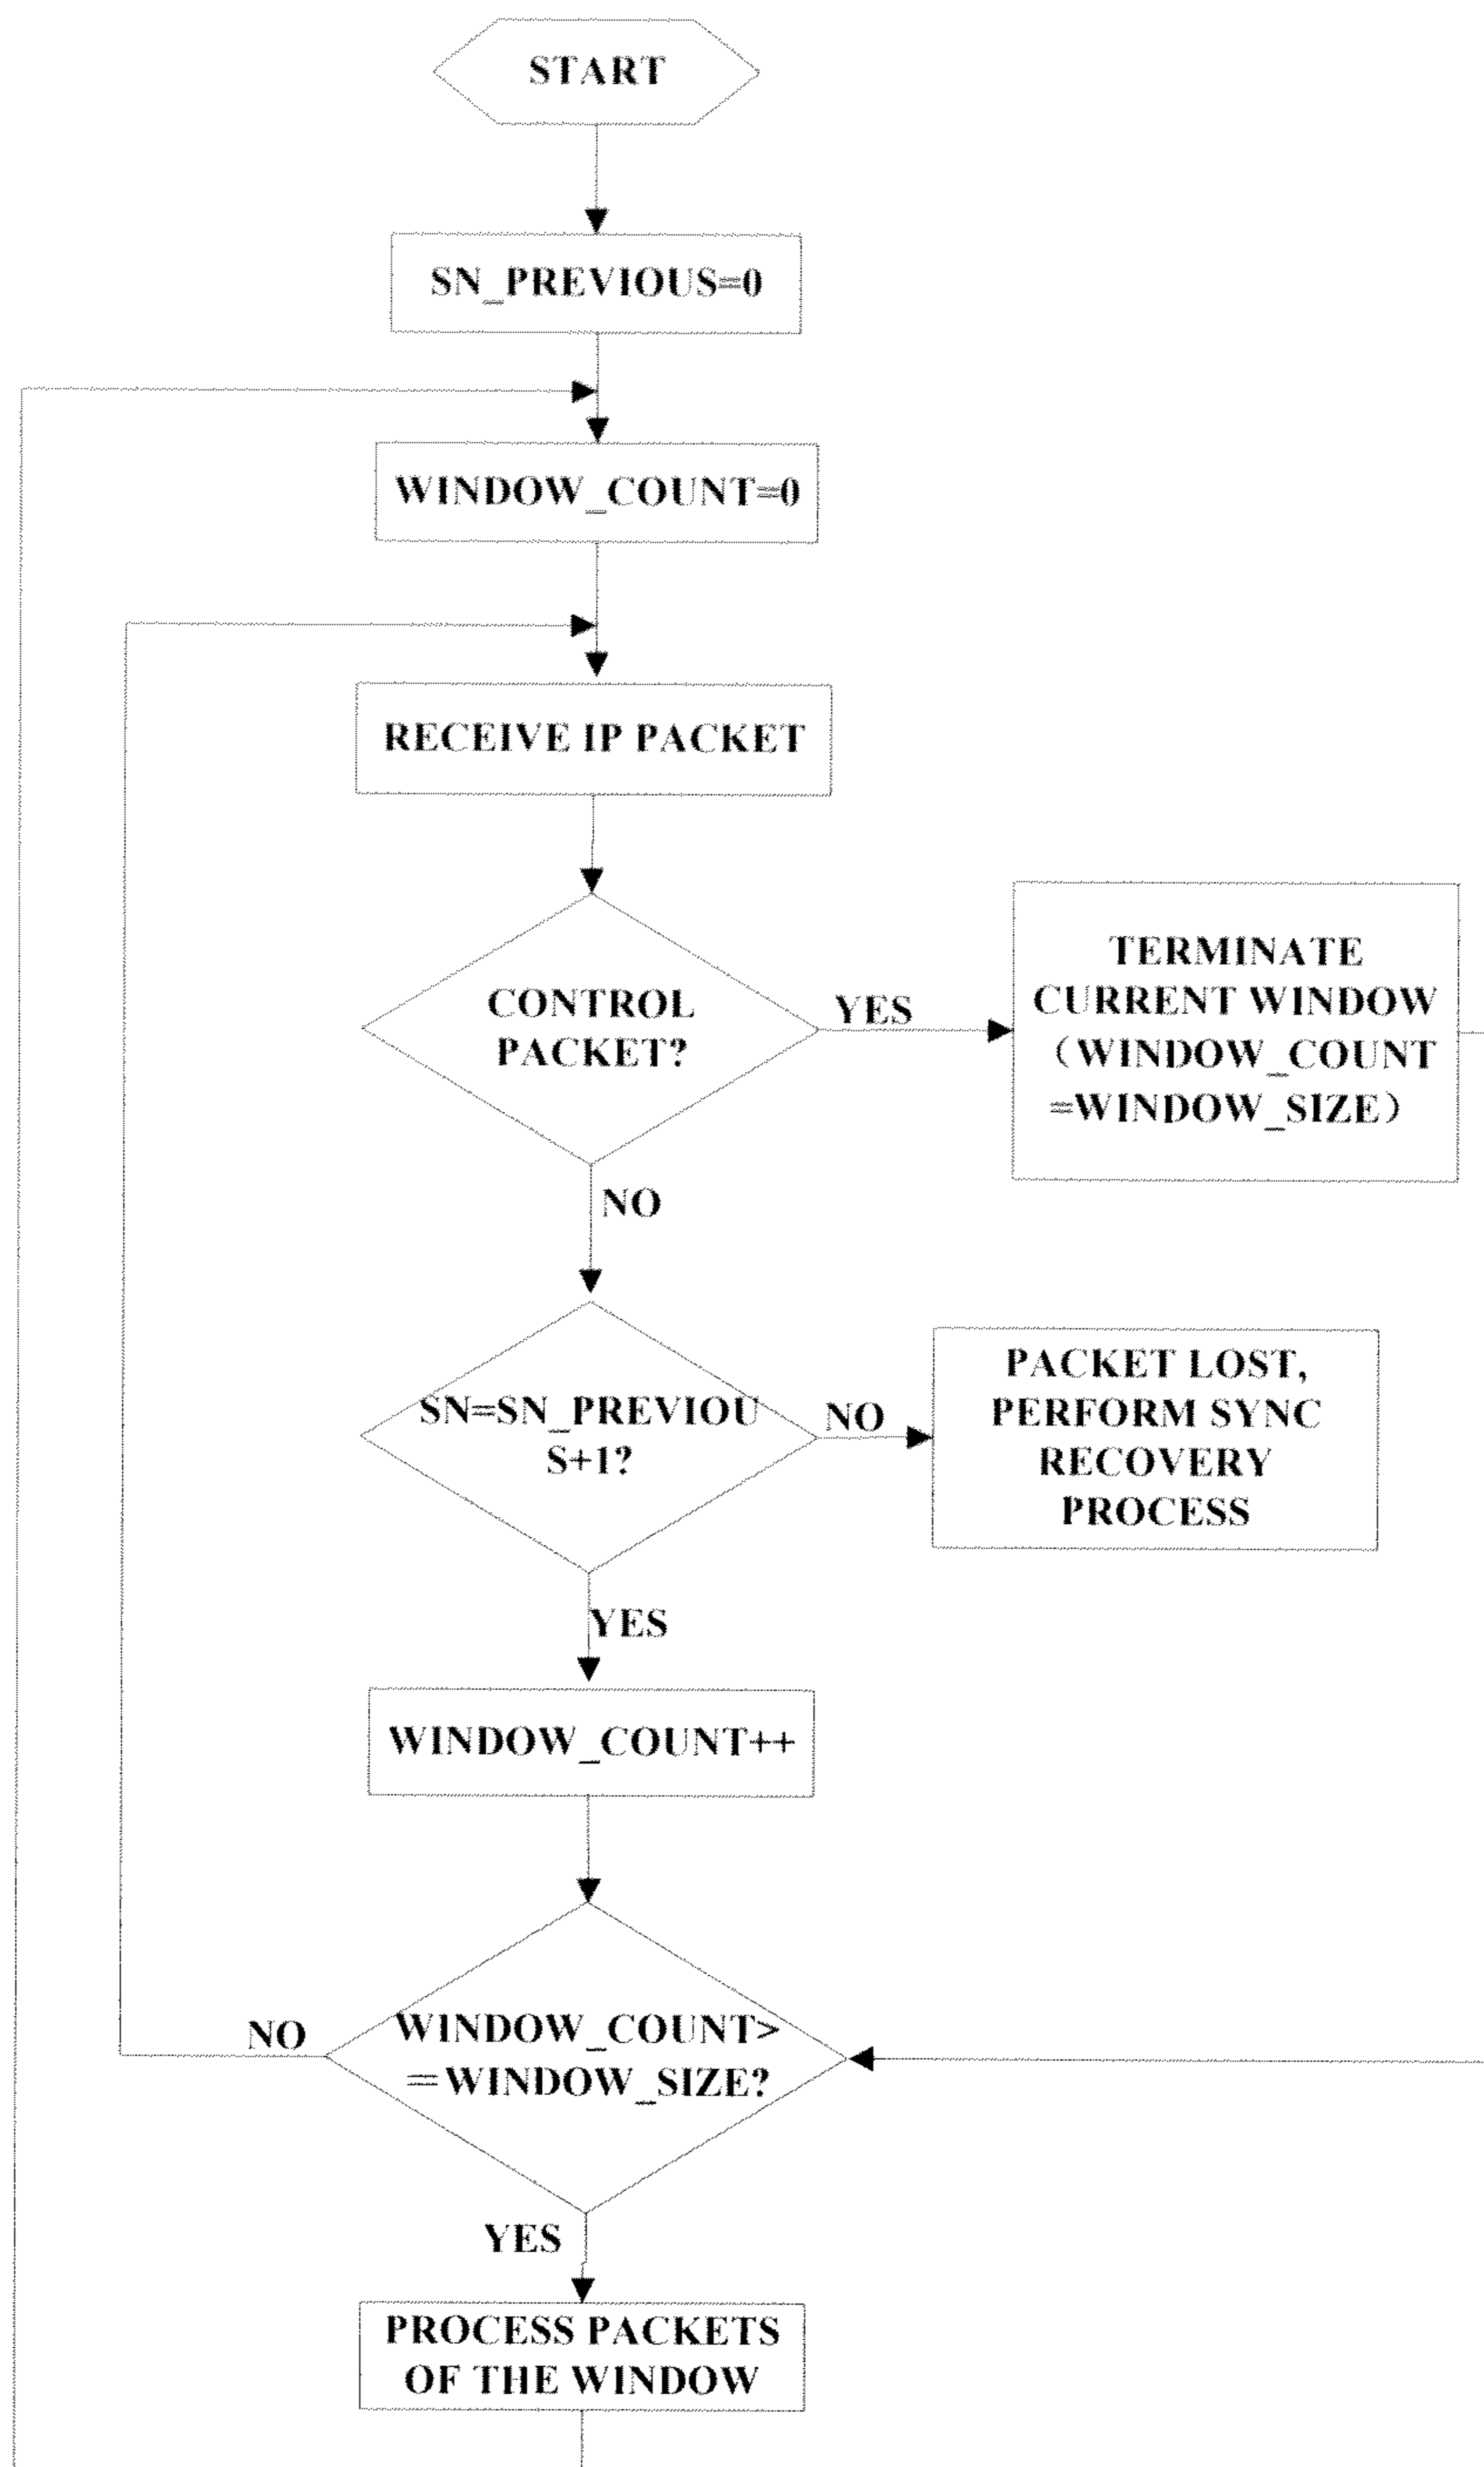 START
SN_PREVIOUS=0
WINDOW_COUNT=0
RECEIVE IP PACKET
CONTROL
PACKET?
YES
TERMINATE
CURRENT WINDOW
（WINDOW_COUNT
=WINDOW_SIZE）
NO
SN=SN_PREVIOU
S+1?
NO
PACKET LOST,
PERFORM SYNC
RECOVERY
PROCESS
YES
WINDOW_COUNT++
NO
WINDOW_COUNT>
=WINDOW_SIZE?
YES
PROCESS PACKETS
OF THE WINDOW